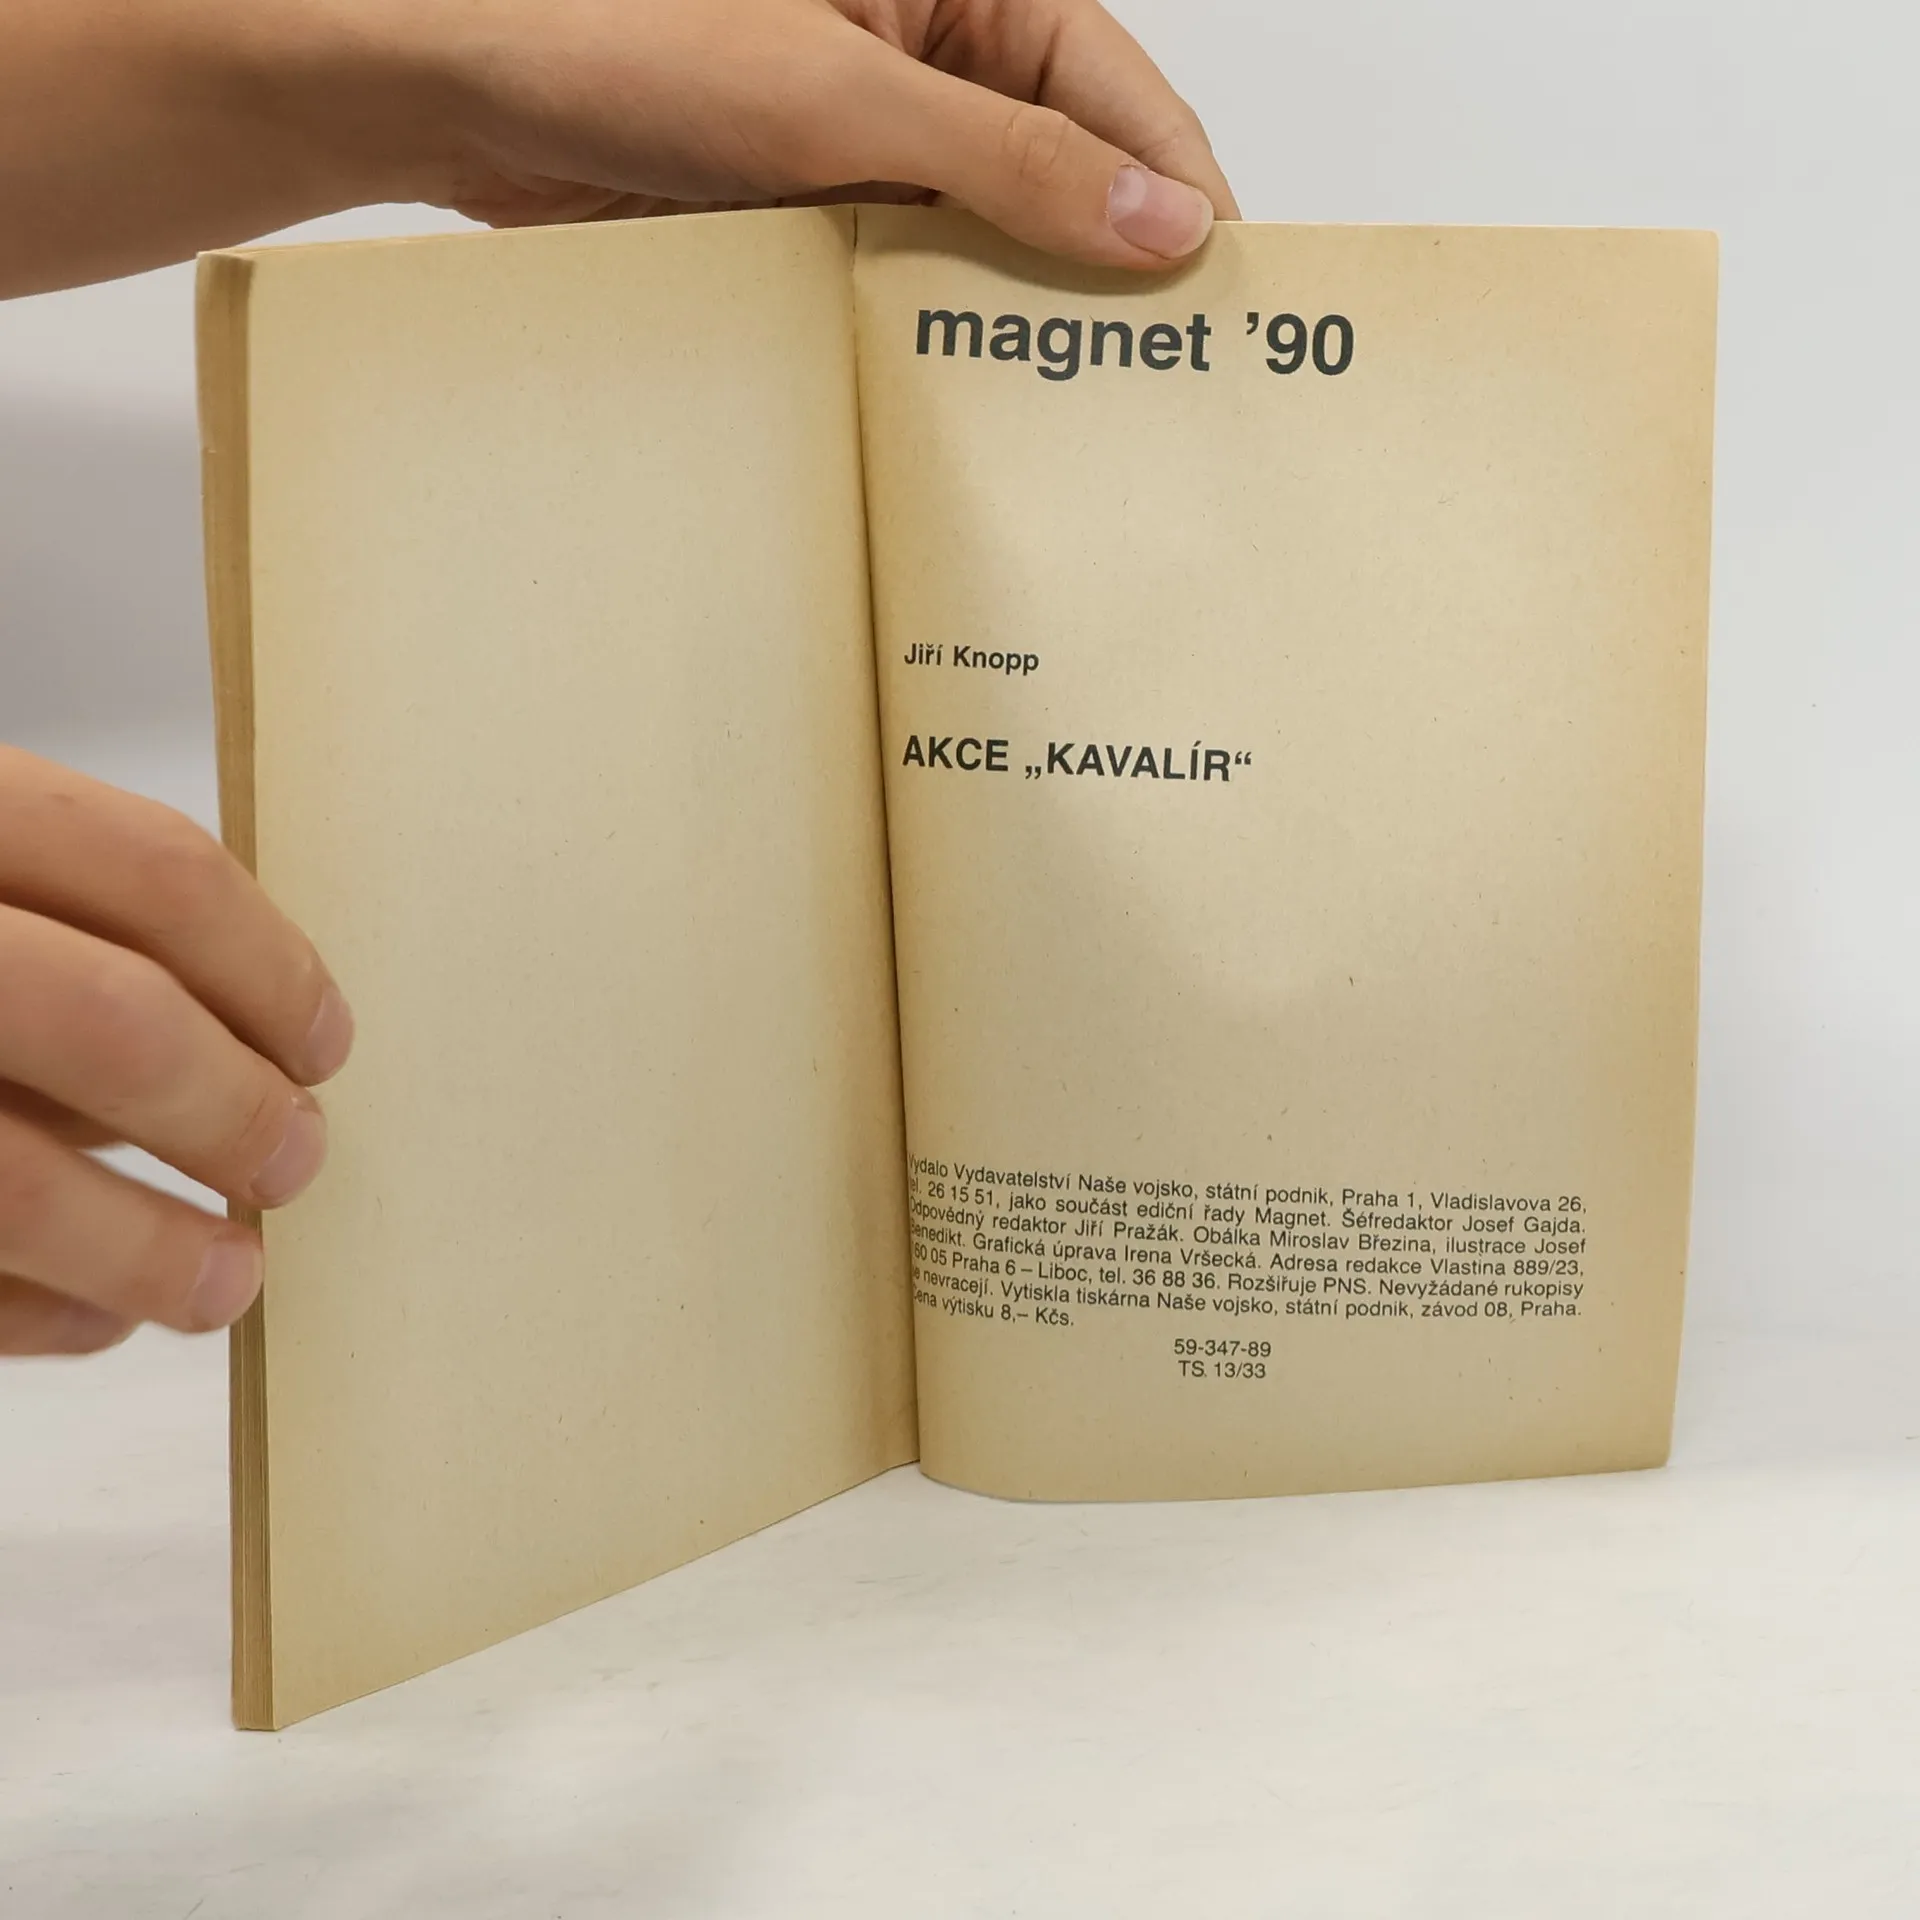 magnet ’90
Jiří Knopp
AKCE „KAVALÍR“
Vydalo Vydavatelství Naše vojsko, státní podnik, Praha 1, Vladislavova 26,
tel. 26 15 51, jako součást ediční řady Magnet. Šéfredaktor Josef Gajda.
Odpovědný redaktor Jiří Pražák. Obálka Miroslav Březina, ilustrace Josef
Benedikt. Grafická úprava Irena Vršecká. Adresa redakce Vlastina 889/23,
160 05 Praha 6 – Liboc, tel. 36 88 36. Rozšiřuje PNS. Nevyžádané rukopisy
se nevracejí. Vytiskla tiskárna Naše vojsko, státní podnik, závod 08, Praha.
Cena výtisku 8,– Kčs.
59-347-89
TS. 13/33